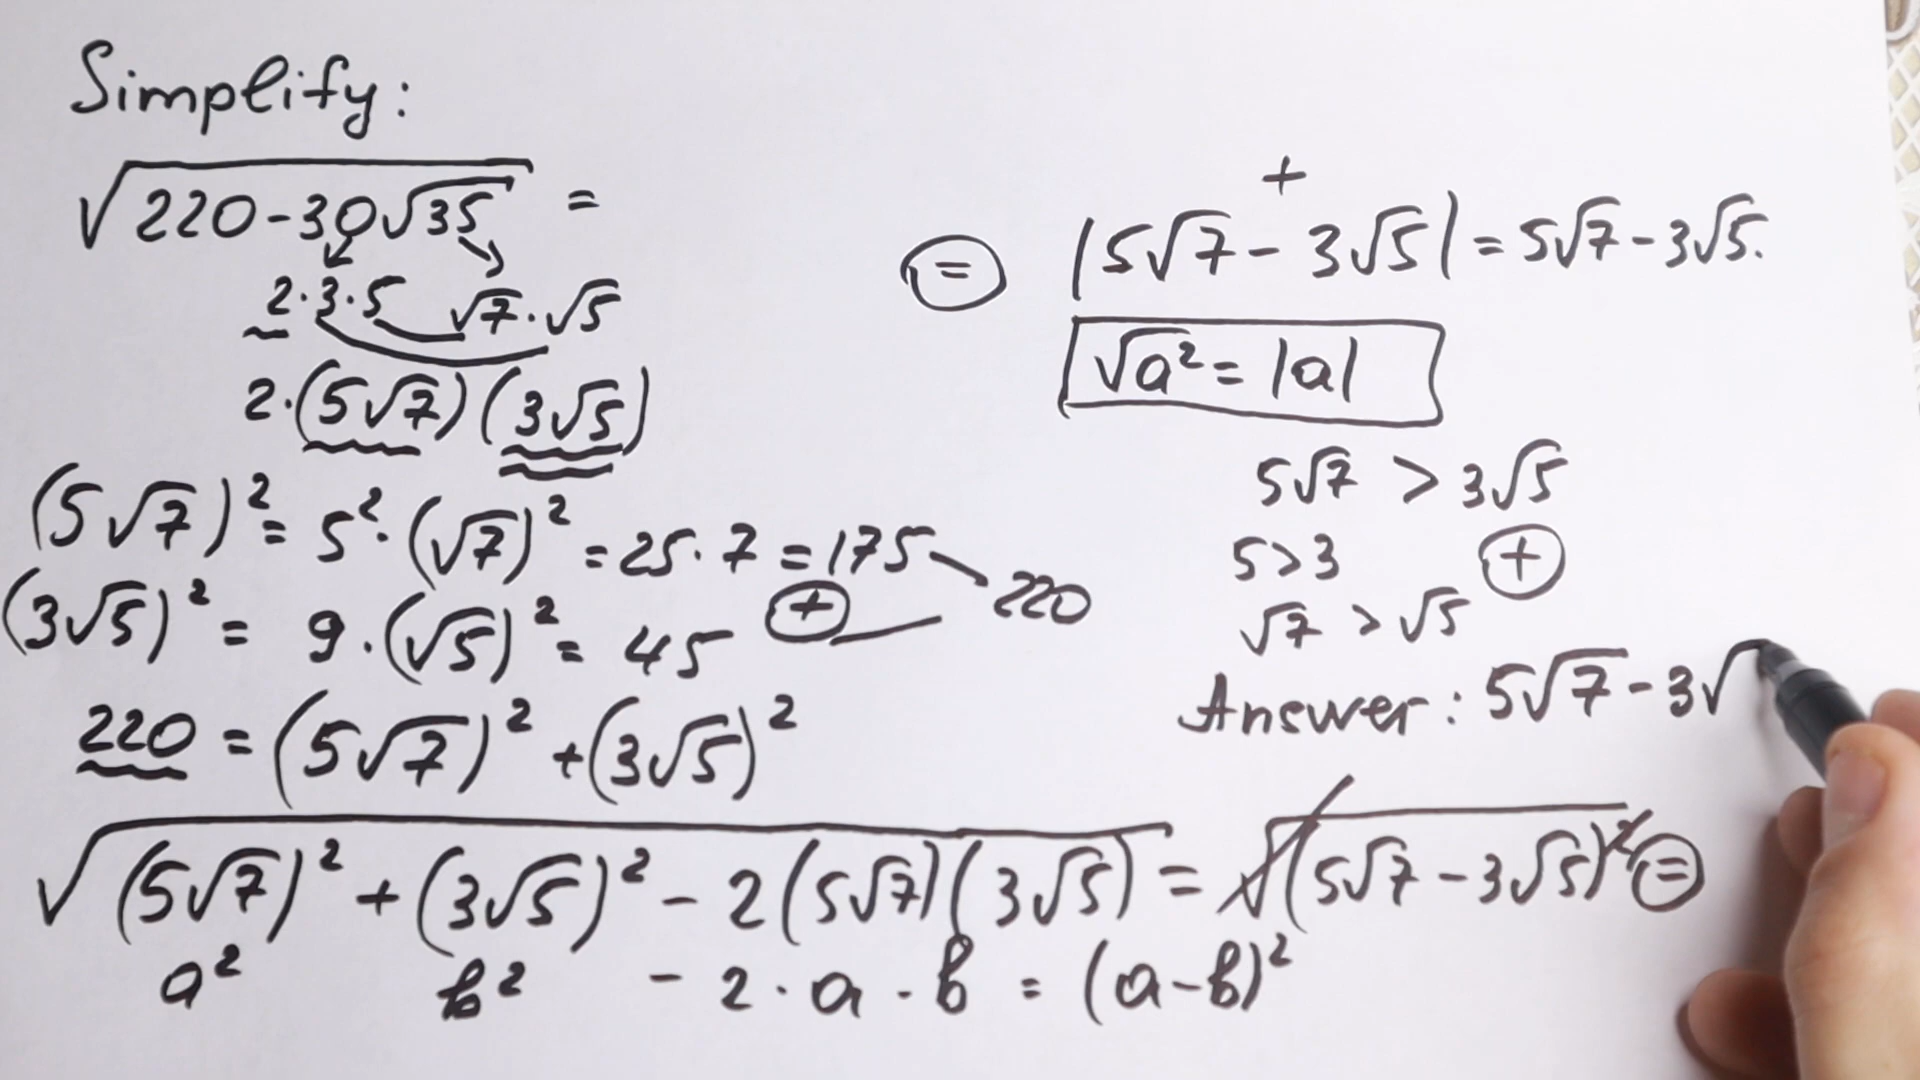 Simplify:
√(220-30√35) =
2·3·5 √7·√5
2·(5√7)(3√5)
(5√7)² = 5²·(√7)² = 25·7 = 175
(3√5)² = 9·(√5)² = 45 + 220
220 = (5√7)² + (3√5)²
√((5√7)² + (3√5)² - 2(5√7)(3√5)) = √((5√7 - 3√5)²) =
a² b² - 2·a·b = (a-b)²
+
= |5√7 - 3√5| = 5√7 - 3√5.
√a² = |a|
5√7 > 3√5
5>3 +
√7 > √5
Answer: 5√7 - 3√